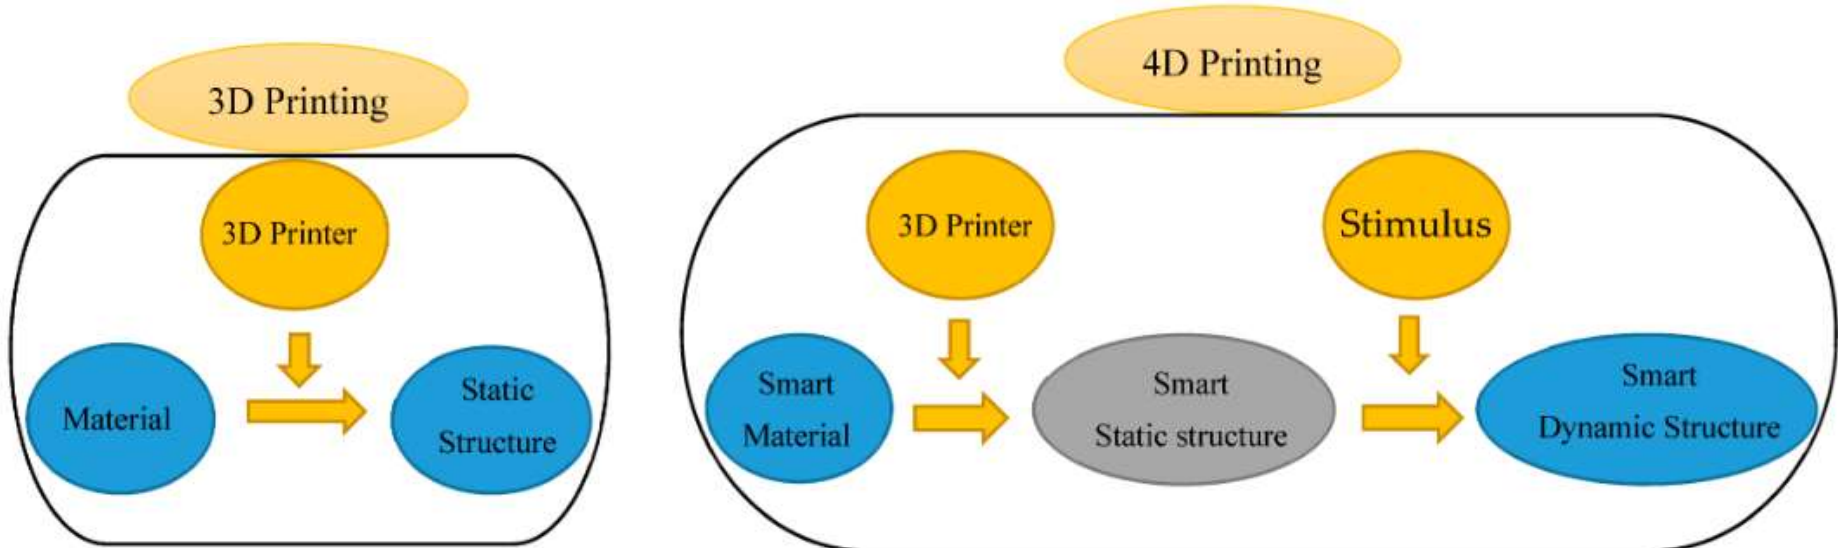 3D Printing
3D Printer
Material
Static
Structure
4D Printing
3D Printer
Stimulus
Smart
Material
Smart
Static structure
Smart
Dynamic Structure